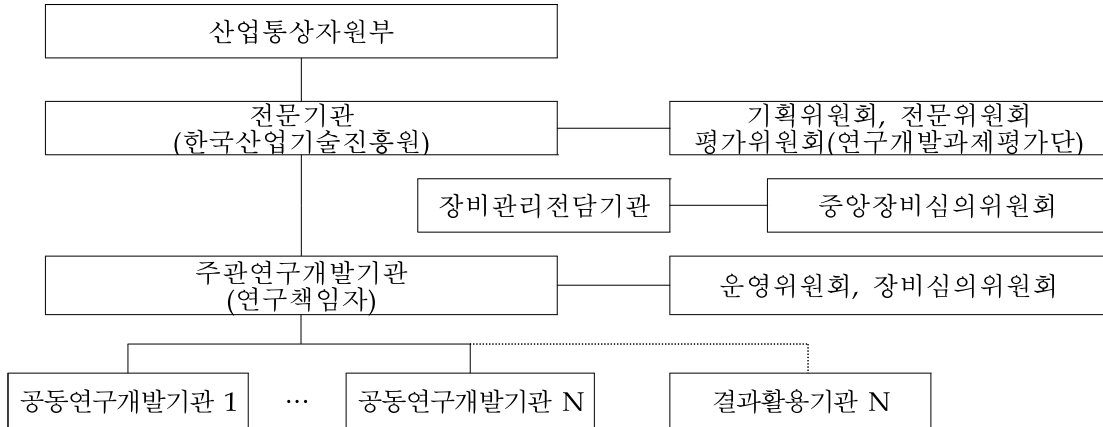 산업통상자원부
전문기관
(한국산업기술진흥원)
기획위원회, 전문위원회
평가위원회(연구개발과제평가단)
장비관리전담기관
중앙장비심의위원회
주관연구개발기관
(연구책임자)
운영위원회, 장비심의위원회
공동연구개발기관 1
…
공동연구개발기관 N
결과활용기관 N